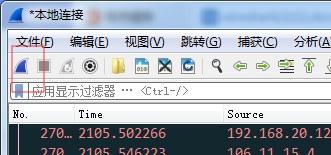 *本地连接
文件(F) 编辑(E) 视图(V) 跳转(G) 捕获(C) 分析(A)
应用显示过滤器 … <Ctrl-/>
No. Time Source
270… 2105.502266 192.168.20.12
270… 2105.546223 106.11.15.4